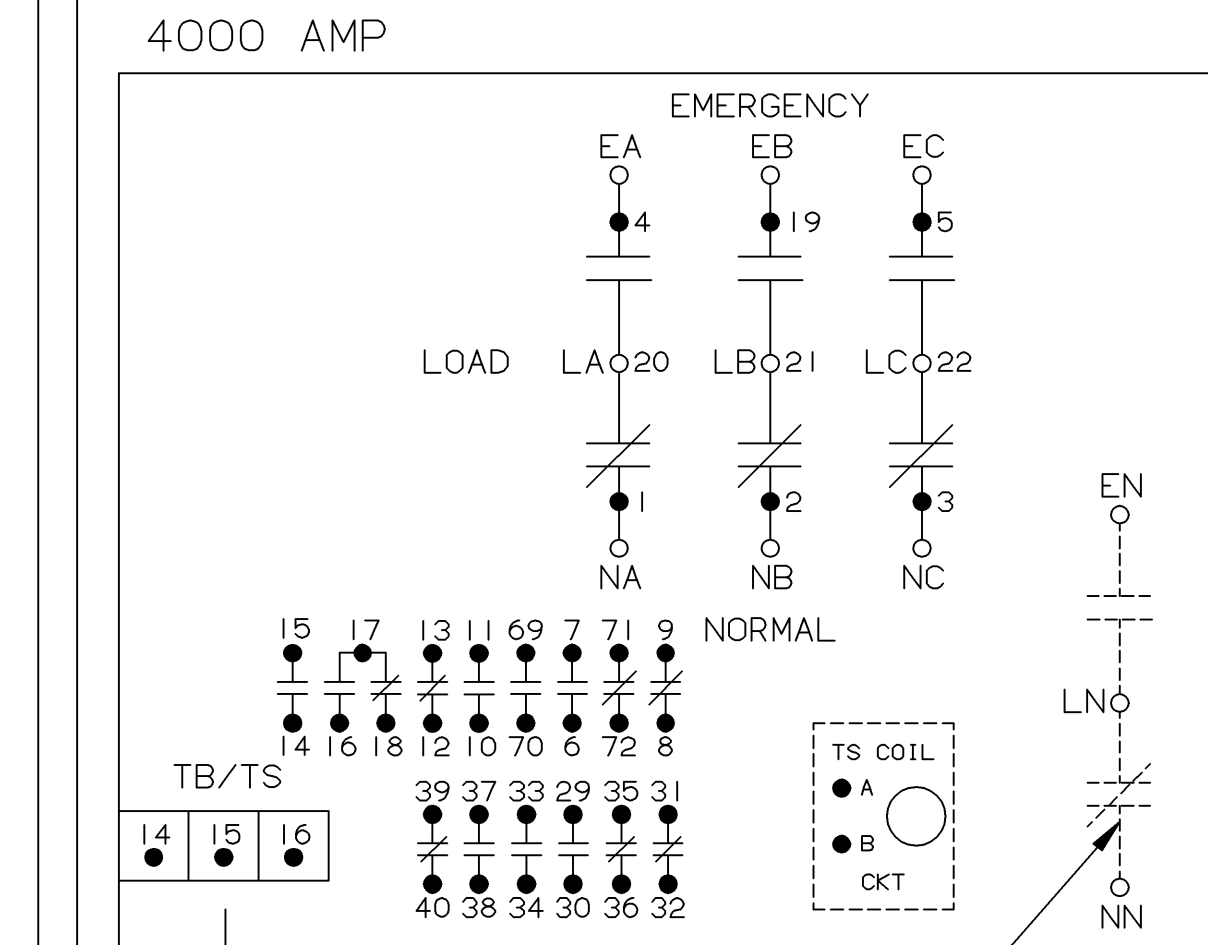 4000 AMP
EMERGENCY
EA EB EC
4 19 5
LOAD LA 20 LB 21 LC 22
1 2 3
EN
NA NB NC
15 17 13 11 69 7 71 9 NORMAL
LN
14 16 18 12 10 70 6 72 8
TS COIL
TB/TS
A
39 37 33 29 35 31
14 15 16
B
CKT
40 38 34 30 36 32
NN